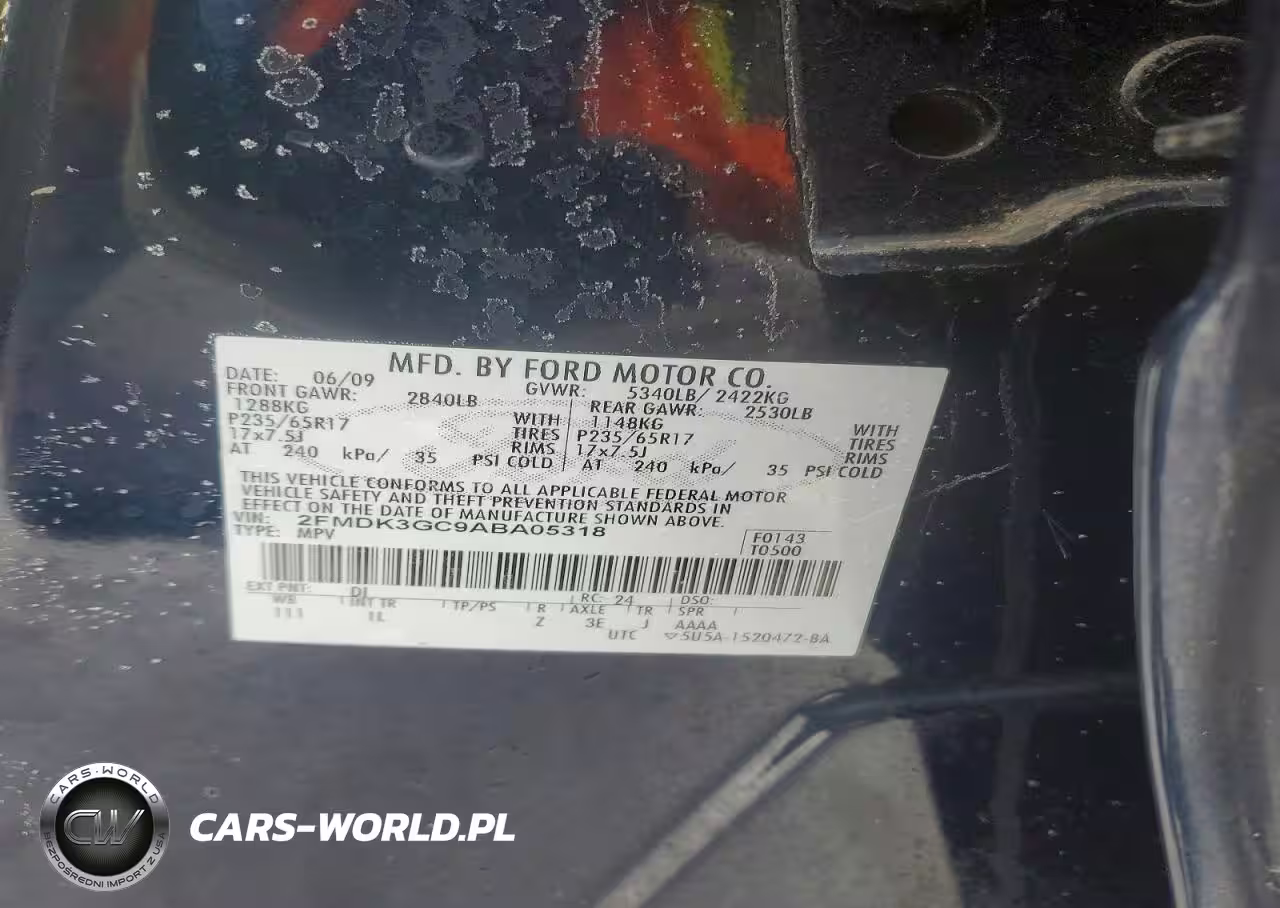 MFD. BY FORD MOTOR CO.
DATE: 06/09 GVWR: 5340LB/ 2422KG
FRONT GAWR: 2840LB REAR GAWR: 2530LB
1288KG WITH 1148KG WITH
P235/65R17 TIRES P235/65R17 TIRES
17x7.5J RIMS 17x7.5J RIMS
AT 240 kPa/ 35 PSI COLD AT 240 kPa/ 35 PSI COLD
THIS VEHICLE CONFORMS TO ALL APPLICABLE FEDERAL MOTOR
VEHICLE SAFETY AND THEFT PREVENTION STANDARDS IN
EFFECT ON THE DATE OF MANUFACTURE SHOWN ABOVE.
VIN: 2FMDK3GC9ABA05318
TYPE: MPV
F0143
T0500
EXT PNT: DJ RC: 24 DSO:
WB INT TR TP/PS R AXLE TR SPR
111 1L Z 3E J AAAA
UTC 5U5A-1520472-BA
CARS-WORLD
CW
BEZPOŚREDNI IMPORT Z USA
CARS-WORLD.PL